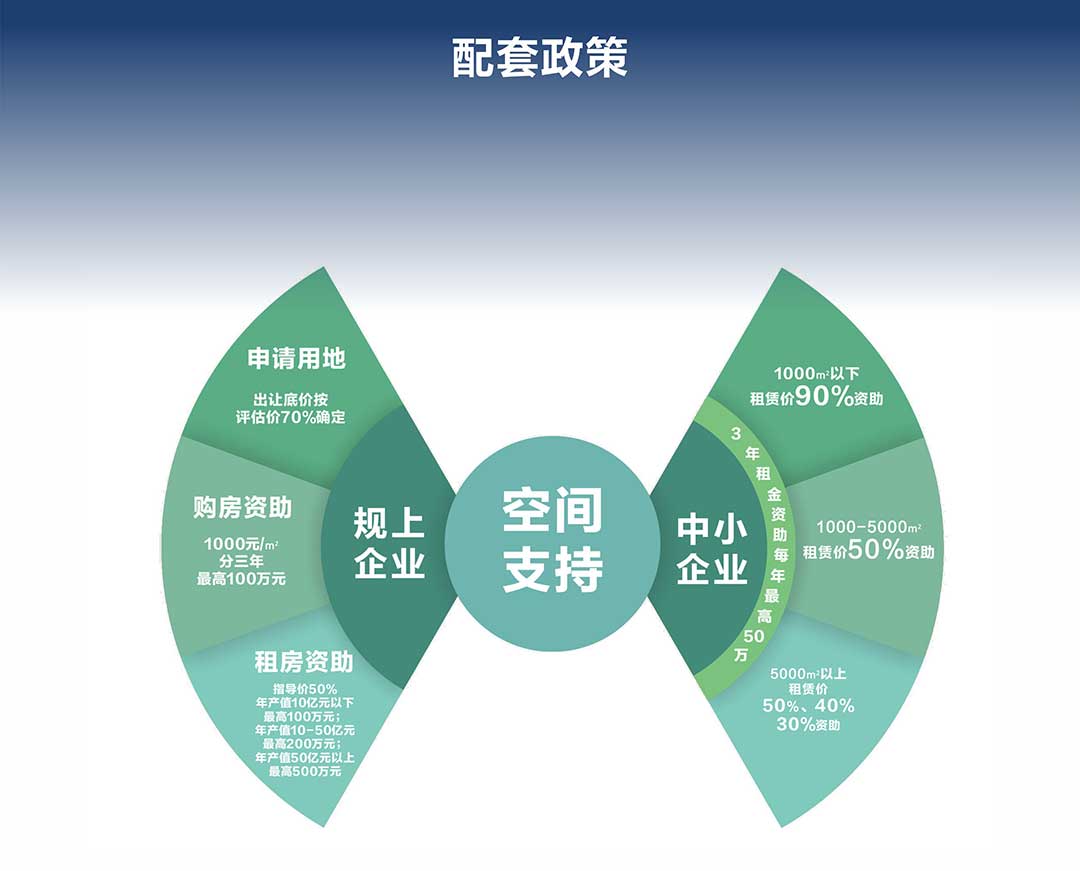 配套政策
申请用地
出让底价按
评估价70%确定
购房资助
1000元/m²
分三年
最高100万元
租房资助
指导价50%
年产值10亿元以下
最高100万元；
年产值10-50亿元
最高200万元；
年产值50亿元以上
最高500万元
规上
企业
空间
支持
中小
企业
3年租金资助每年最高50万
1000m²以下
租赁价90%资助
1000-5000m²
租赁价50%资助
5000m²以上
租赁价
50%、40%
30%资助